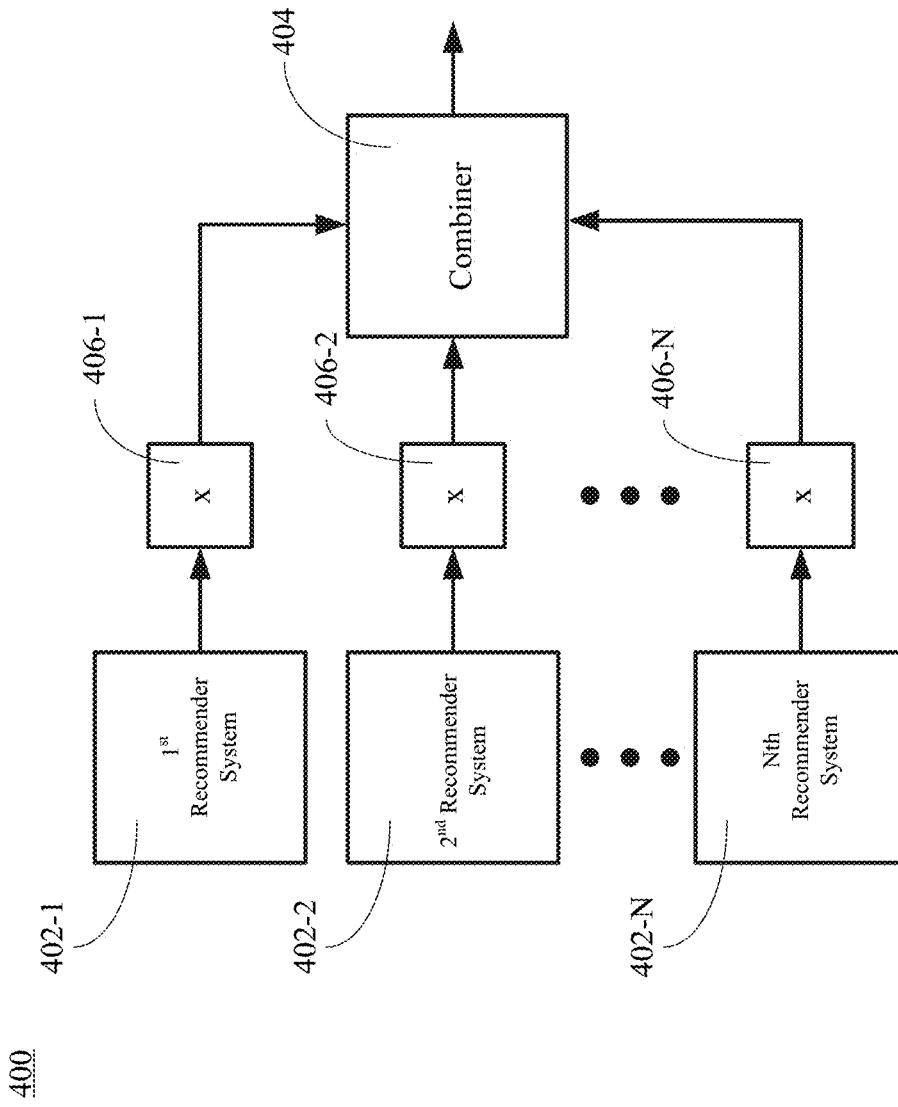 400
402-1
1st
Recommender
System
406-1
x
404
Combiner
402-2
2nd Recommender
System
406-2
x
402-N
Nth
Recommender
System
406-N
x